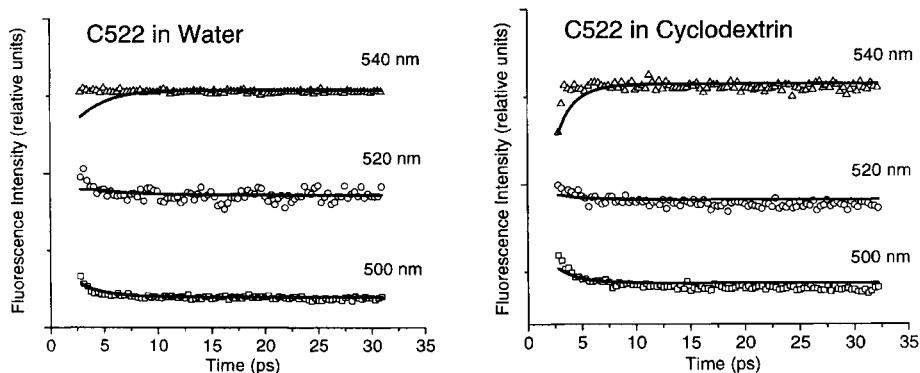 C522 in Water
540 nm
520 nm
500 nm
Fluorescence Intensity (relative units)
0 5 10 15 20 25 30 35
Time (ps)
C522 in Cyclodextrin
540 nm
520 nm
500 nm
Fluorescence Intensity (relative units)
0 5 10 15 20 25 30 35
Time (ps)